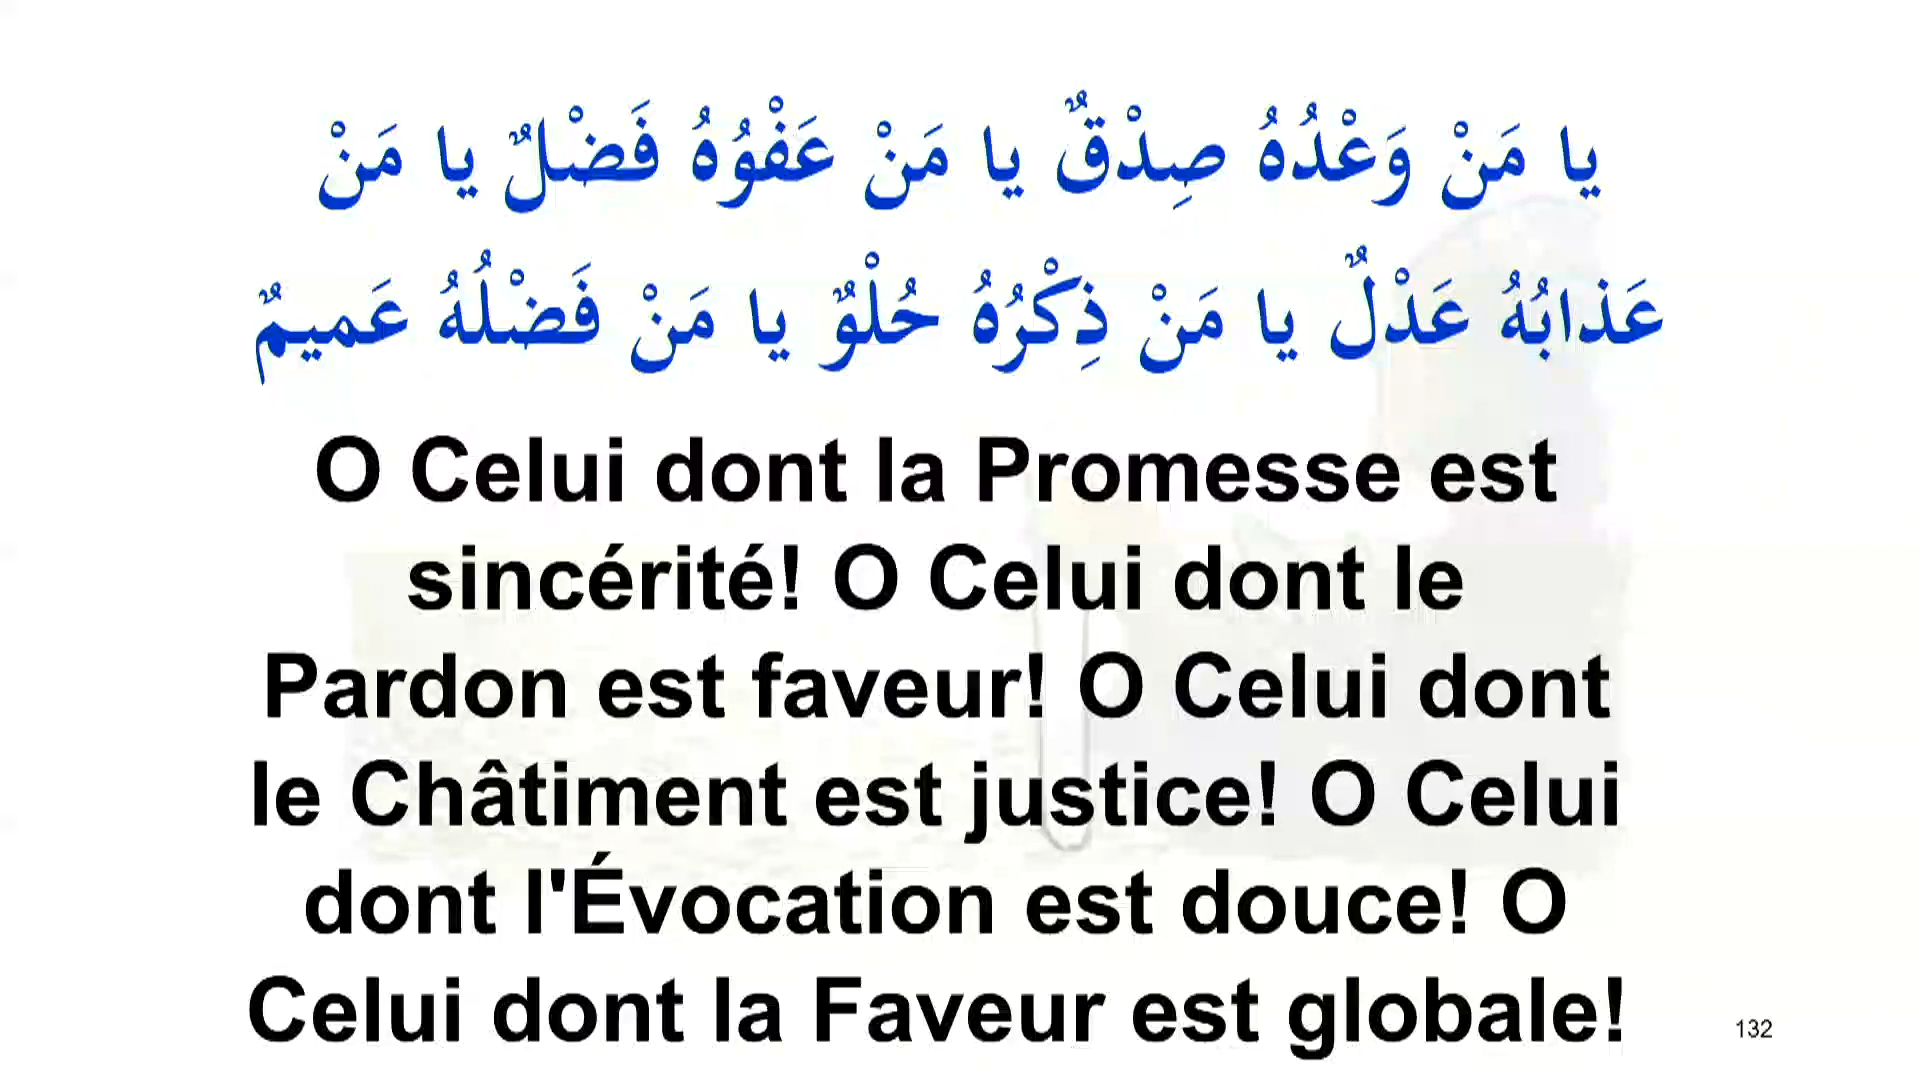 يا مَنْ وَعْدُهُ صِدْقٌ يا مَنْ عَفْوُهُ فَضْلٌ يا مَنْ
عَذابُهُ عَدْلٌ يا مَنْ ذِكْرُهُ حُلْوٌ يا مَنْ فَضْلُهُ عَميمٌ
O Celui dont la Promesse est
sincérité! O Celui dont le
Pardon est faveur! O Celui dont
le Châtiment est justice! O Celui
dont l'Évocation est douce! O
Celui dont la Faveur est globale!
132